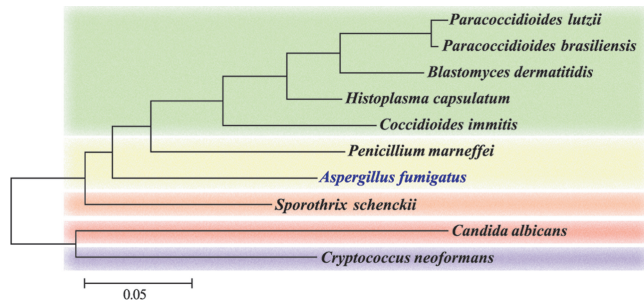 Paracoccidioides lutzii
Paracoccidioides brasiliensis
Blastomyces dermatitidis
Histoplasma capsulatum
Coccidioides immitis
Penicillium marneffei
Aspergillus fumigatus
Sporothrix schenckii
Candida albicans
Cryptococcus neoformans
0.05